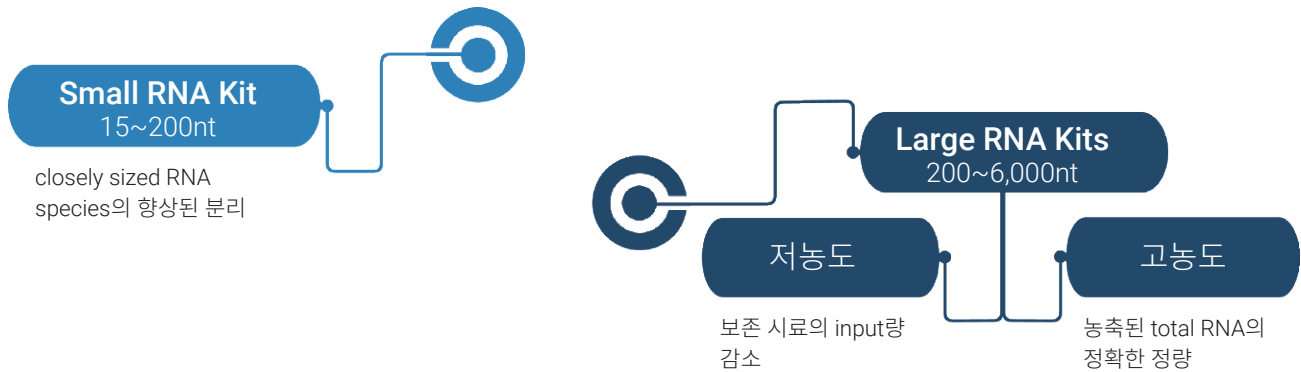 Small RNA Kit
15~200nt
closely sized RNA
species의 향상된 분리
Large RNA Kits
200~6,000nt
저농도
보존 시료의 input량
감소
고농도
농축된 total RNA의
정확한 정량